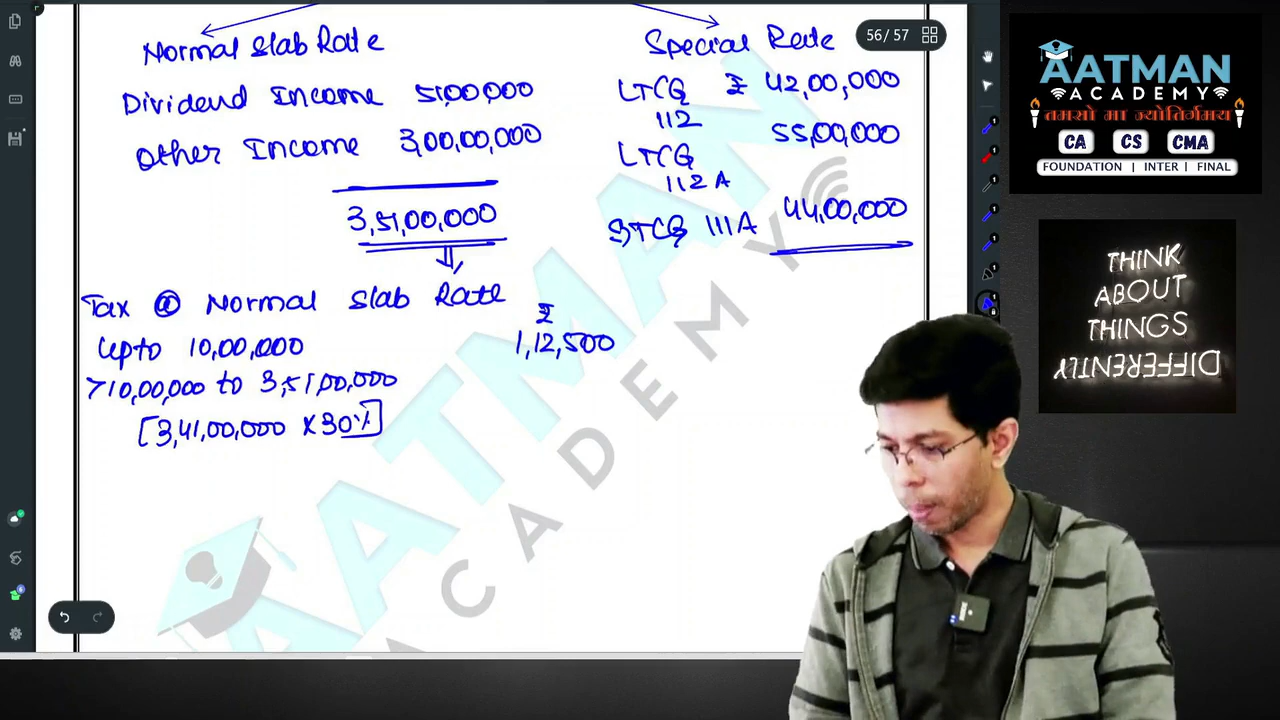 Normal Slab Rate
Dividend Income 51,00,000
Other Income 3,00,00,000
3,51,00,000
Special Rate
LTCG ₹ 42,00,000
112
LTCG 55,00,000
112 A
STCG 111A 44,00,000
Tax @ Normal Slab Rate
₹
Upto 10,00,000 1,12,500
>10,00,000 to 3,51,00,000
[3,41,00,000 × 30%]
56/57
AATMAN ACADEMY
AATMAN
ACADEMY
तमसो मा ज्योतिर्गमय
CA CS CMA
FOUNDATION | INTER | FINAL
THINK
ABOUT
THINGS
DIFFERENTLY